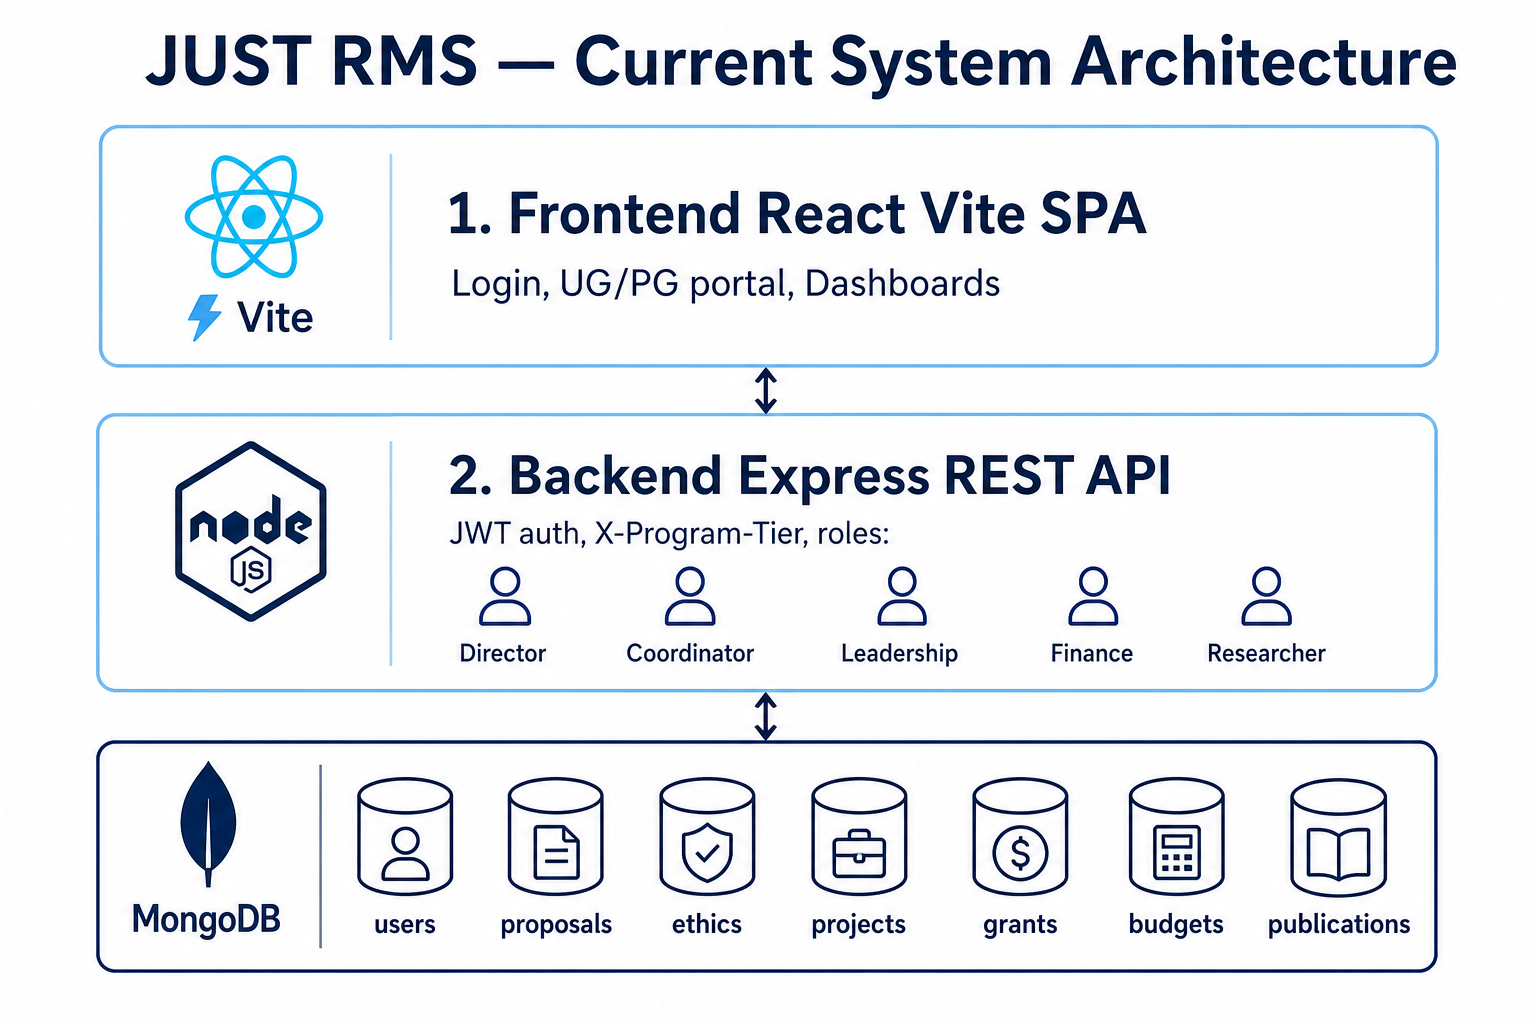 JUST RMS — Current System Architecture
1. Frontend React Vite SPA
Login, UG/PG portal, Dashboards
Vite
2. Backend Express REST API
JWT auth, X-Program-Tier, roles:
node
JS
Director Coordinator Leadership Finance Researcher
MongoDB
users proposals ethics projects grants budgets publications